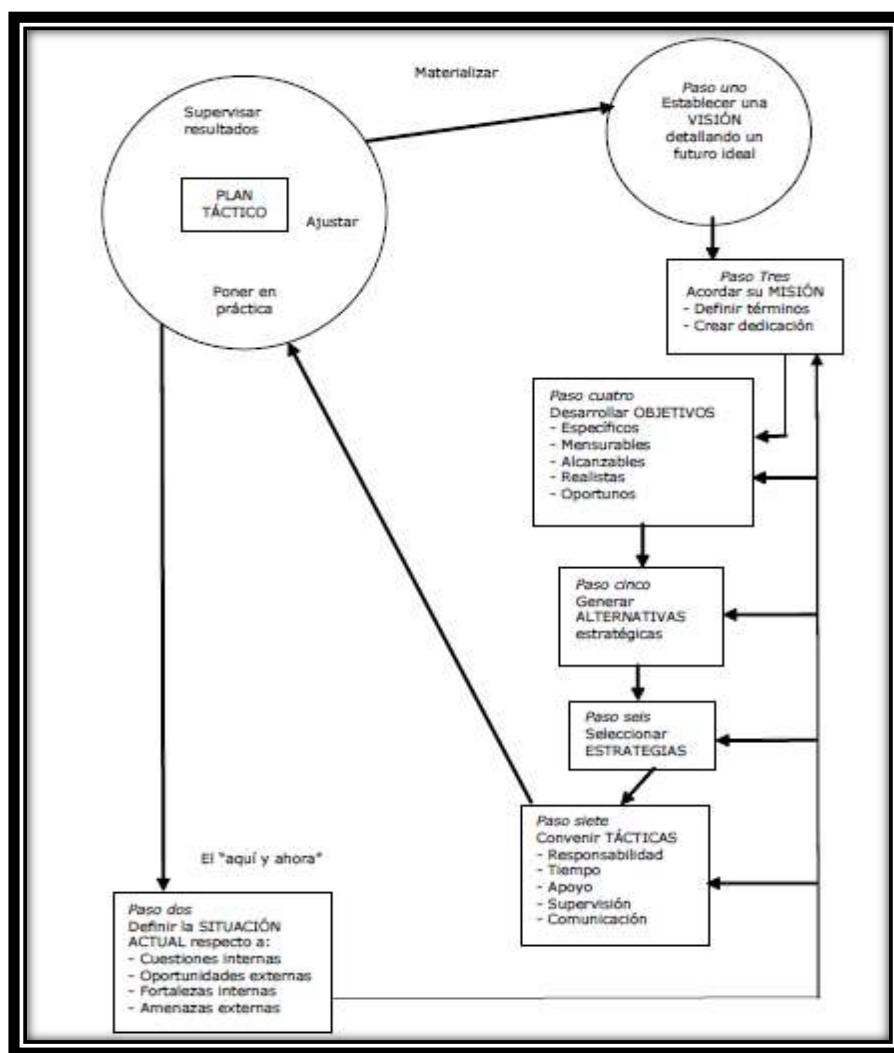 Materializar
Supervisar
resultados
PLAN
TÁCTICO
Ajustar
Poner en
práctica
Paso uno
Establecer una
VISIÓN
detallando un
futuro ideal
Paso Tres
Acordar su MISIÓN
- Definir términos
- Crear dedicación
Paso cuatro
Desarrollar OBJETIVOS
- Específicos
- Mensurables
- Alcanzables
- Realistas
- Oportunos
Paso cinco
Generar
ALTERNATIVAS
estratégicas
Paso seis
Seleccionar
ESTRATEGIAS
Paso siete
Convenir TÁCTICAS
- Responsabilidad
- Tiempo
- Apoyo
- Supervisión
- Comunicación
El "aquí y ahora"
Paso dos
Definir la SITUACIÓN
ACTUAL respecto a:
- Cuestiones internas
- Oportunidades externas
- Fortalezas internas
- Amenazas externas